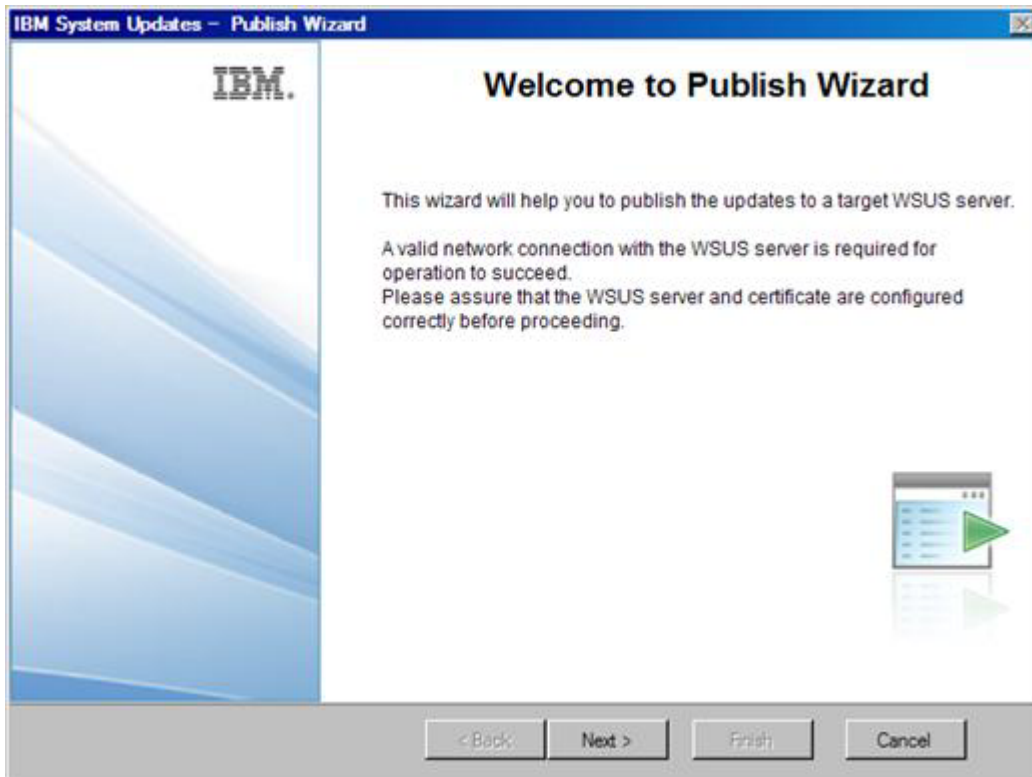 IBM System Updates – Publish Wizard
IBM.
Welcome to Publish Wizard
This wizard will help you to publish the updates to a target WSUS server.
A valid network connection with the WSUS server is required for
operation to succeed.
Please assure that the WSUS server and certificate are configured
correctly before proceeding.
< Back
Next >
Finish
Cancel